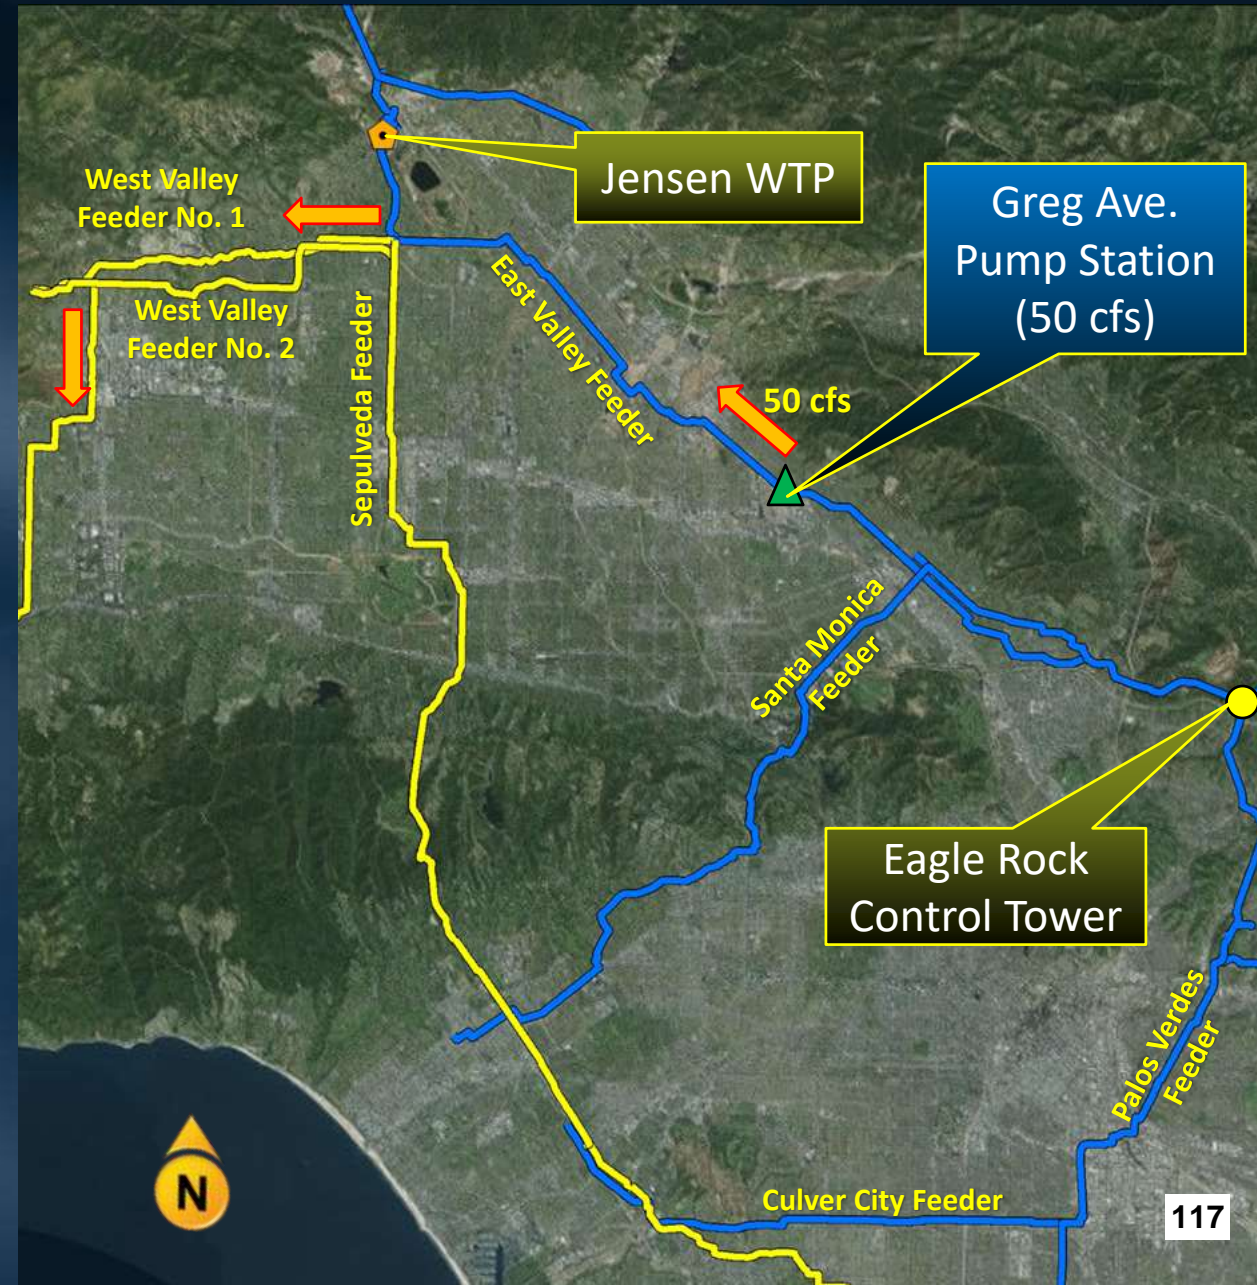 Jensen WTP
West Valley
Feeder No. 1
Greg Ave.
Pump Station
(50 cfs)
West Valley
Feeder No. 2
Sepulveda Feeder
East Valley Feeder
50 cfs
Santa Monica
Feeder
Eagle Rock
Control Tower
Palos Verdes
Feeder
Culver City Feeder
N
117